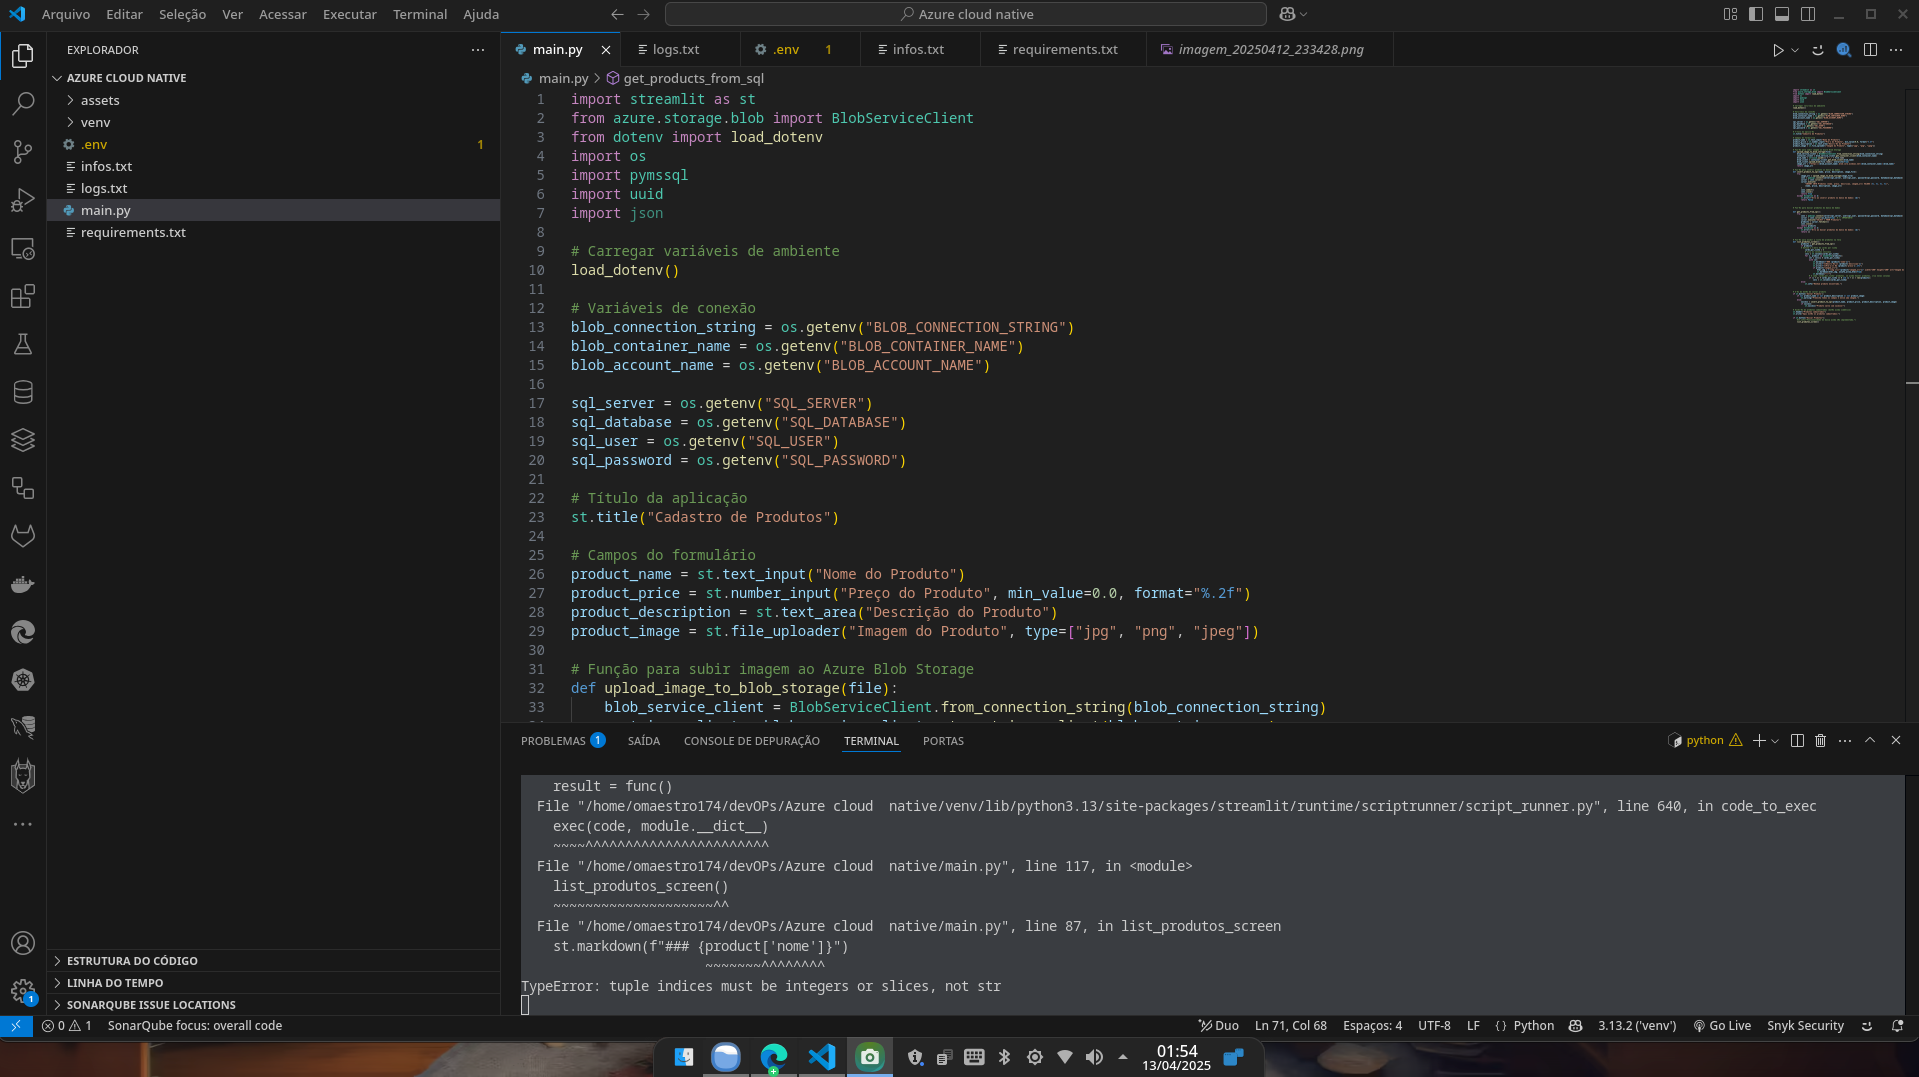 Arquivo Editar Seleção Ver Acessar Executar Terminal Ajuda
Azure cloud native
EXPLORADOR
AZURE CLOUD NATIVE
assets
venv
.env 1
infos.txt
logs.txt
main.py
requirements.txt
ESTRUTURA DO CÓDIGO
LINHA DO TEMPO
SONARQUBE ISSUE LOCATIONS
main.py logs.txt .env 1 infos.txt requirements.txt imagem_20250412_233428.png
main.py > get_products_from_sql
1 import streamlit as st
2 from azure.storage.blob import BlobServiceClient
3 from dotenv import load_dotenv
4 import os
5 import pymssql
6 import uuid
7 import json
8
9 # Carregar variáveis de ambiente
10 load_dotenv()
11
12 # Variáveis de conexão
13 blob_connection_string = os.getenv("BLOB_CONNECTION_STRING")
14 blob_container_name = os.getenv("BLOB_CONTAINER_NAME")
15 blob_account_name = os.getenv("BLOB_ACCOUNT_NAME")
16
17 sql_server = os.getenv("SQL_SERVER")
18 sql_database = os.getenv("SQL_DATABASE")
19 sql_user = os.getenv("SQL_USER")
20 sql_password = os.getenv("SQL_PASSWORD")
21
22 # Título da aplicação
23 st.title("Cadastro de Produtos")
24
25 # Campos do formulário
26 product_name = st.text_input("Nome do Produto")
27 product_price = st.number_input("Preço do Produto", min_value=0.0, format="%.2f")
28 product_description = st.text_area("Descrição do Produto")
29 product_image = st.file_uploader("Imagem do Produto", type=["jpg", "png", "jpeg"])
30
31 # Função para subir imagem ao Azure Blob Storage
32 def upload_image_to_blob_storage(file):
33 blob_service_client = BlobServiceClient.from_connection_string(blob_connection_string)
PROBLEMAS 1 SAÍDA CONSOLE DE DEPURAÇÃO TERMINAL PORTAS
python
result = func()
File "/home/omaestro174/devOPs/Azure cloud  native/venv/lib/python3.13/site-packages/streamlit/runtime/scriptrunner/script_runner.py", line 640, in code_to_exec
exec(code, module.__dict__)
~~~~^^^^^^^^^^^^^^^^^^^^^^^
File "/home/omaestro174/devOPs/Azure cloud  native/main.py", line 117, in <module>
list_produtos_screen()
~~~~~~~~~~~~~~~~~~~~^^
File "/home/omaestro174/devOPs/Azure cloud  native/main.py", line 87, in list_produtos_screen
st.markdown(f"### {product['nome']}")
~~~~~~~^^^^^^^^
TypeError: tuple indices must be integers or slices, not str
1
0 1 SonarQube focus: overall code
Duo Ln 71, Col 68 Espaços: 4 UTF-8 LF {} Python 3.13.2 ('venv') Go Live Snyk Security
01:54
13/04/2025